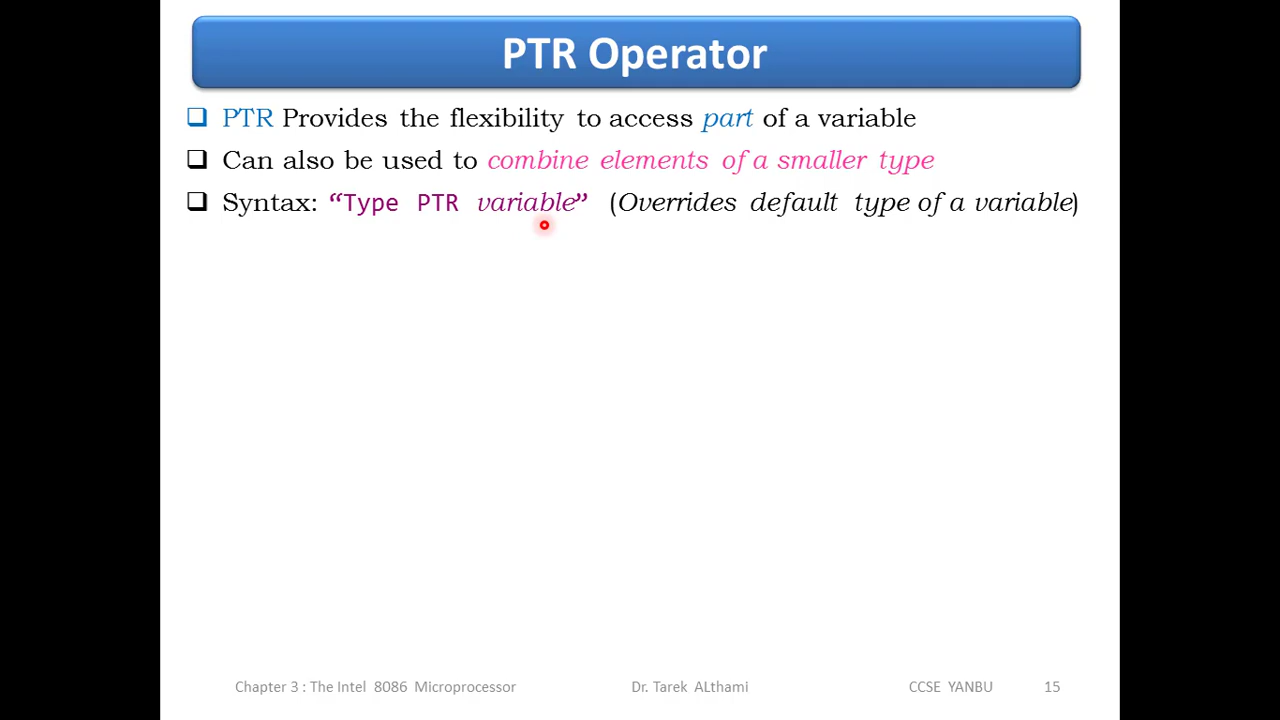 PTR Operator
PTR Provides the flexibility to access part of a variable
Can also be used to combine elements of a smaller type
Syntax: “Type PTR variable” (Overrides default type of a variable)
Chapter 3 : The Intel 8086 Microprocessor Dr. Tarek ALthami CCSE YANBU 15